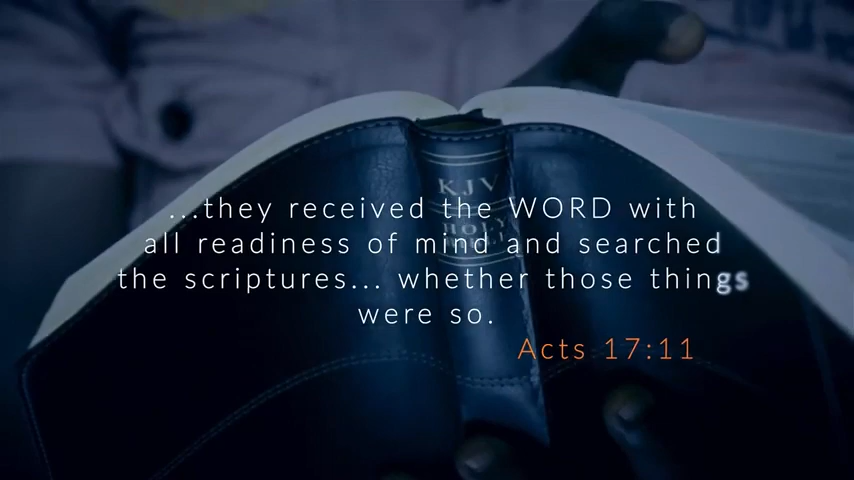 KJV
HOLY
...they received the WORD with
all readiness of mind and searched
the scriptures... whether those things
were so.
Acts 17:11